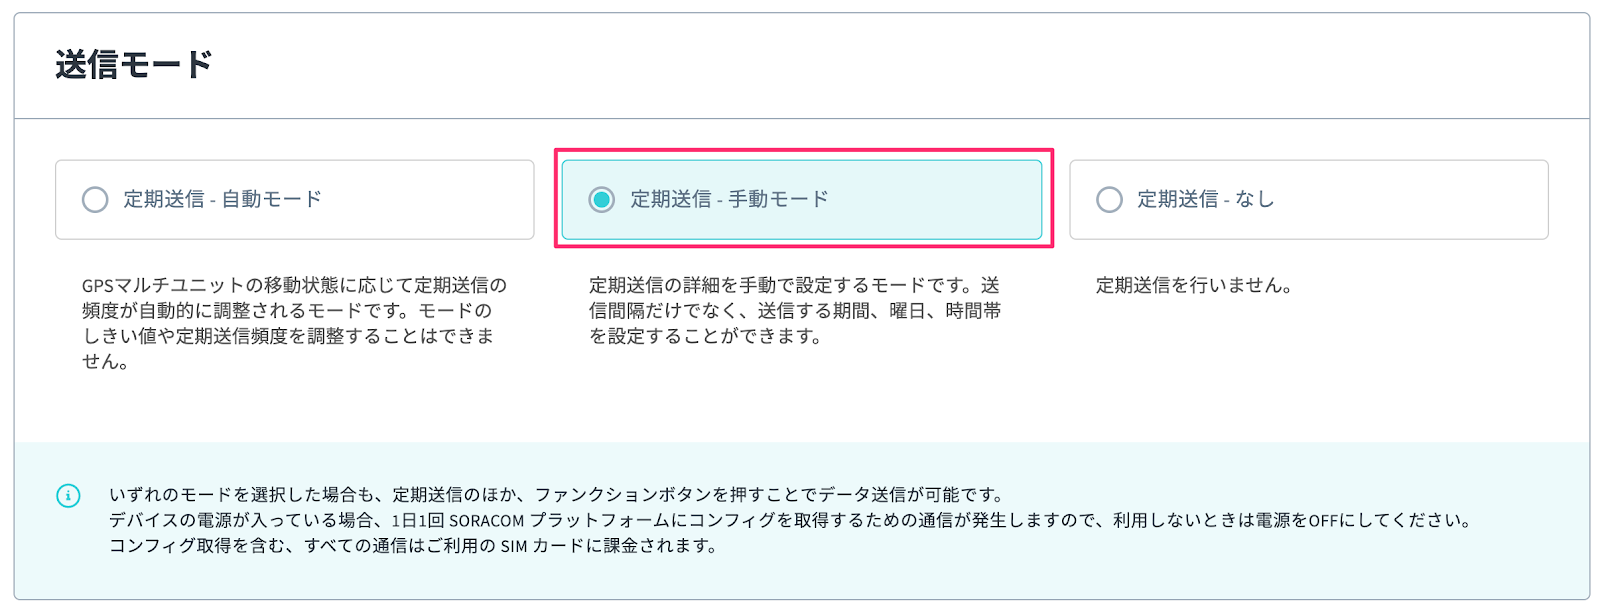 送信モード
定期送信 - 自動モード
GPSマルチユニットの移動状態に応じて定期送信の
頻度が自動的に調整されるモードです。モードの
しきい値や定期送信頻度を調整することはできま
せん。
定期送信 - 手動モード
定期送信の詳細を手動で設定するモードです。送
信間隔だけでなく、送信する期間、曜日、時間帯
を設定することができます。
定期送信 - なし
定期送信を行いません。
いずれのモードを選択した場合も、定期送信のほか、ファンクションボタンを押すことでデータ送信が可能です。
デバイスの電源が入っている場合、1日1回 SORACOM プラットフォームにコンフィグを取得するための通信が発生しますので、利用しないときは電源をOFFにしてください。
コンフィグ取得を含む、すべての通信はご利用の SIM カードに課金されます。